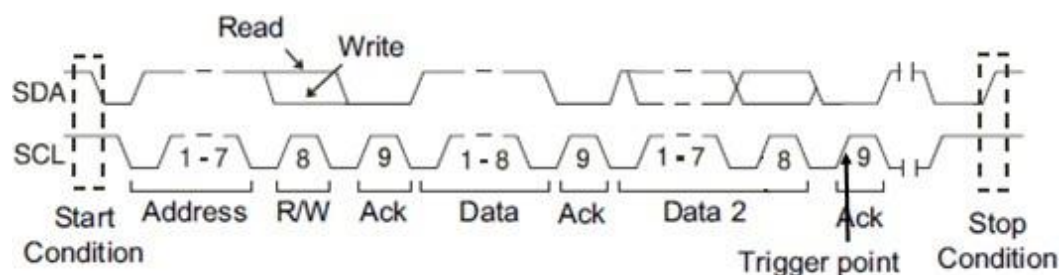 Read
Write
SDA
SCL
1-7 8 9 1-8 9 1-7 8 9
Start Condition
Address R/W Ack Data Ack Data 2 Ack
Trigger point
Stop Condition